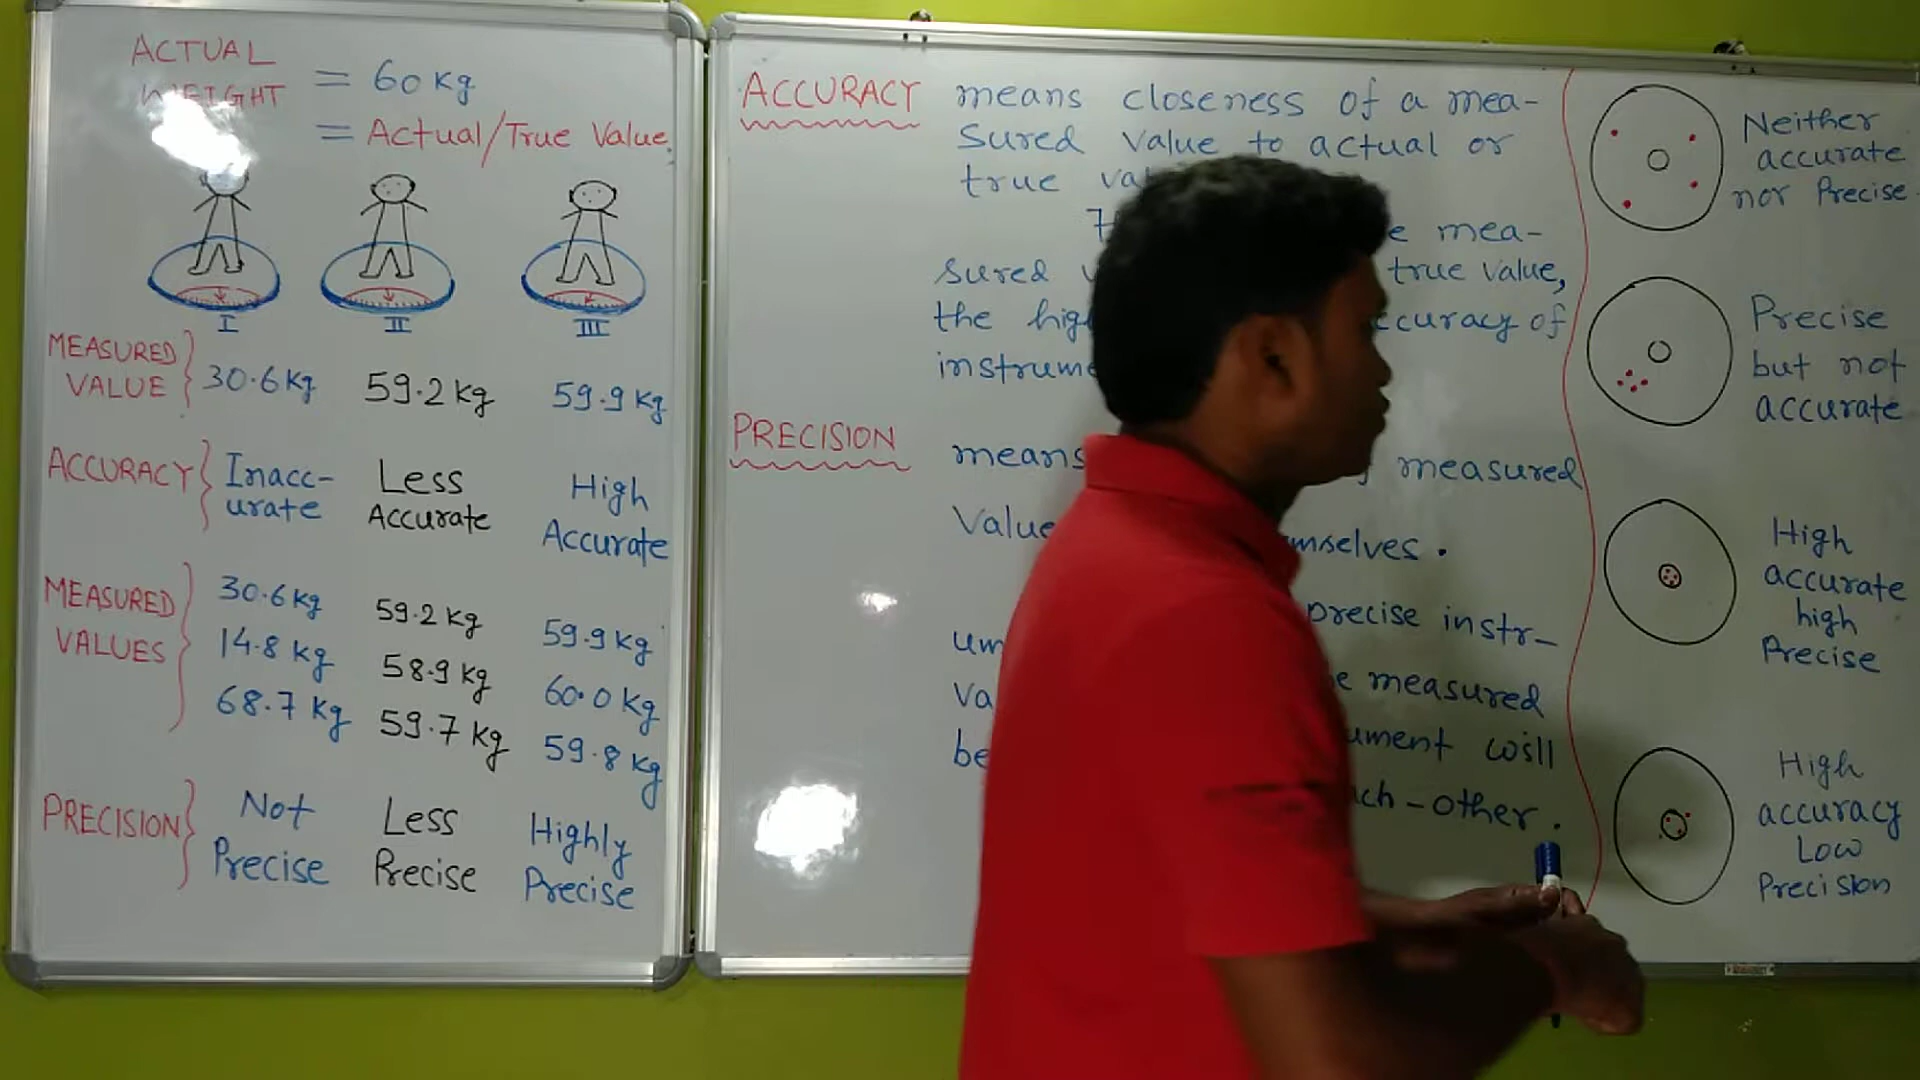 ACTUAL
WEIGHT = 60 kg
= Actual/True Value
I II III
MEASURED
VALUE
30.6 kg 59.2 kg 59.9 kg
ACCURACY
Inacc-
urate
Less
Accurate
High
Accurate
MEASURED
VALUES
30.6 kg
14.8 kg
68.7 kg
59.2 kg
58.9 kg
59.7 kg
59.9 kg
60.0 kg
59.8 kg
PRECISION
Not
Precise
Less
Precise
Highly
Precise
ACCURACY means closeness of a mea-
sured value to actual or
true
mea-
sured true value,
the of
instrume
PRECISION means measured
Value mselves.
precise instr-
um measured
ument will
be ach-other.
Neither
accurate
nor Precise.
Precise
but not
accurate
High
accurate
high
Precise
High
accuracy
Low
Precision